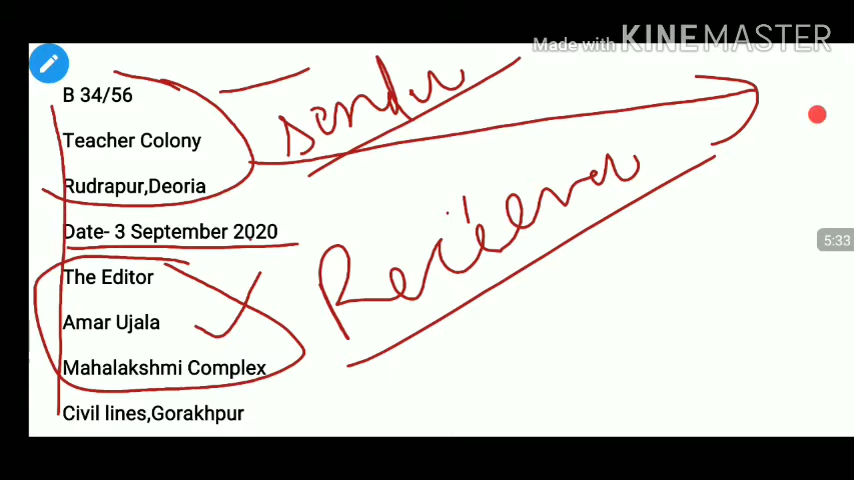 Made with KINEMASTER
B 34/56
Teacher Colony
Rudrapur,Deoria
sender
Date- 3 September 2020
The Editor
Amar Ujala
Mahalakshmi Complex
Civil lines,Gorakhpur
5:33